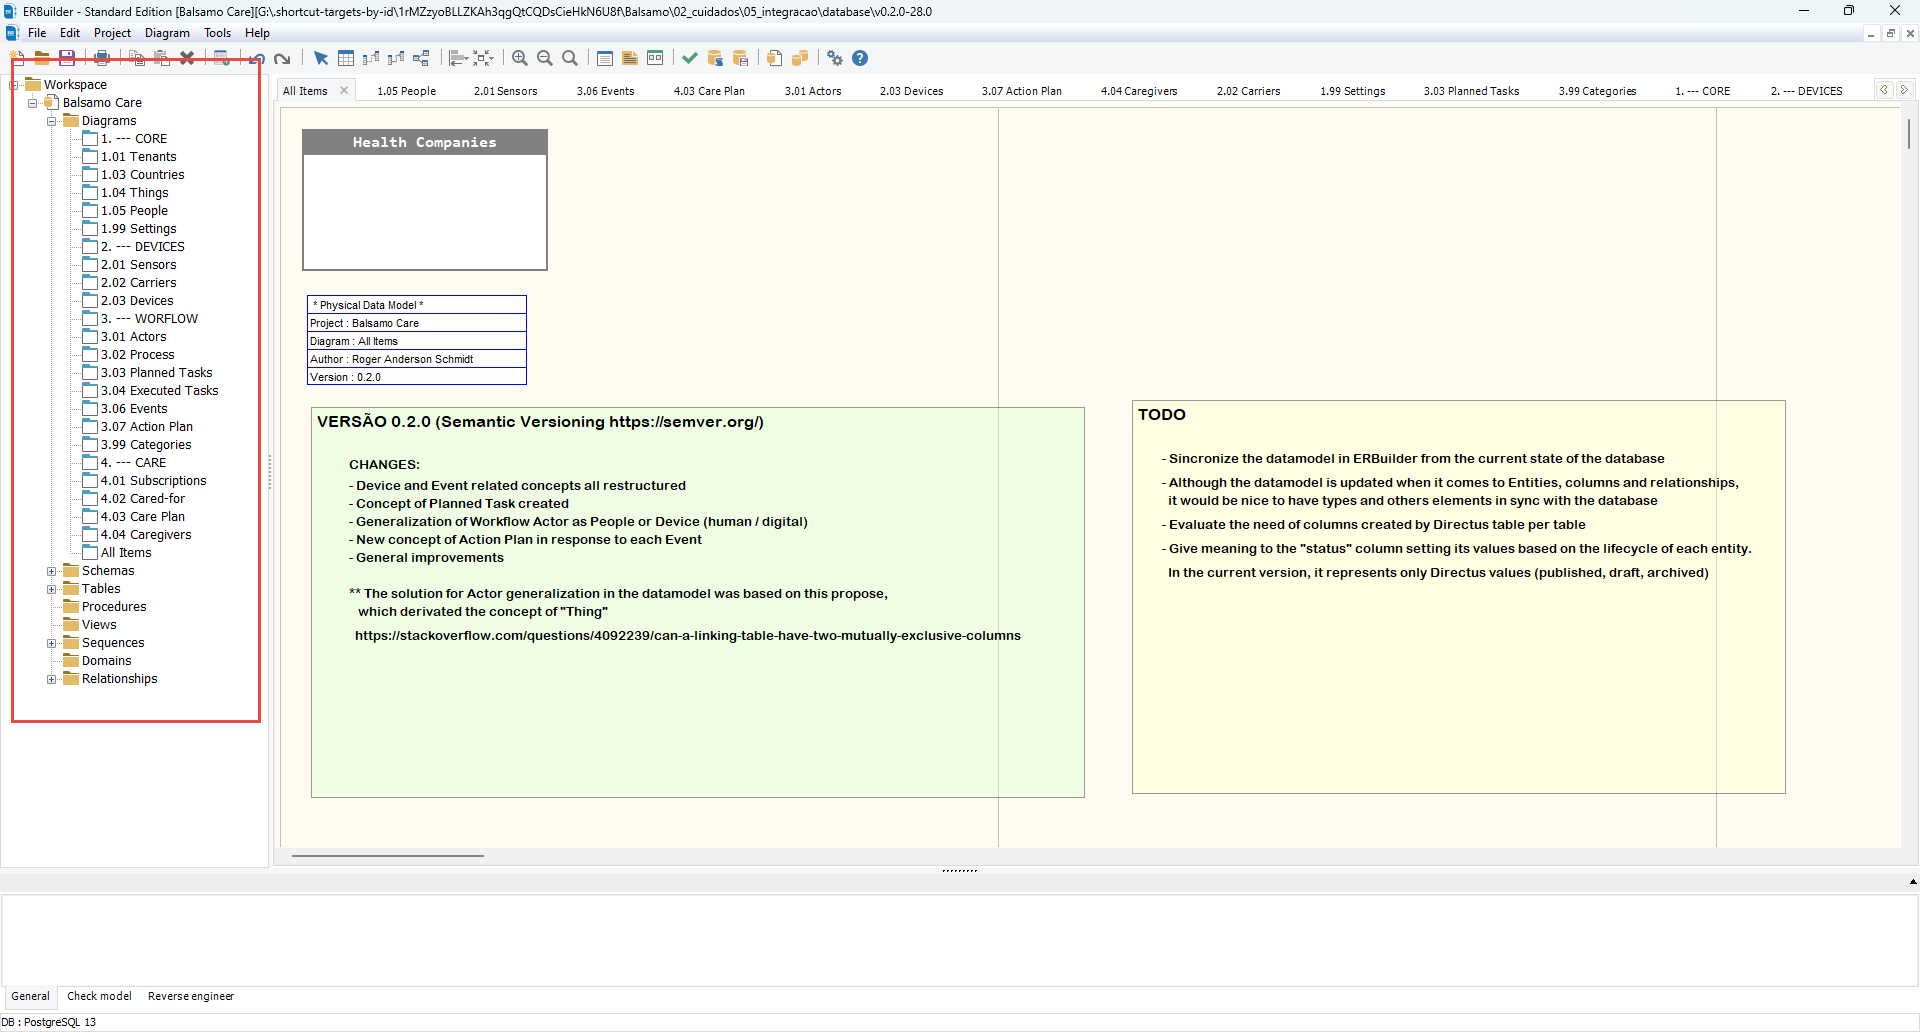 ERBuilder - Standard Edition [Balsamo Care][G:\.shortcut-targets-by-id\1rMZzyoBLLZKAh3qgQtCQDsCieHkN6U8f\Balsamo\02_cuidados\05_integracao\database\v0.2.0-28.0
File Edit Project Diagram Tools Help
Workspace
Balsamo Care
Diagrams
1. --- CORE
1.01 Tenants
1.03 Countries
1.04 Things
1.05 People
1.99 Settings
2. --- DEVICES
2.01 Sensors
2.02 Carriers
2.03 Devices
3. --- WORFLOW
3.01 Actors
3.02 Process
3.03 Planned Tasks
3.04 Executed Tasks
3.06 Events
3.07 Action Plan
3.99 Categories
4. --- CARE
4.01 Subscriptions
4.02 Cared-for
4.03 Care Plan
4.04 Caregivers
All Items
Schemas
Tables
Procedures
Views
Sequences
Domains
Relationships
All Items 1.05 People 2.01 Sensors 3.06 Events 4.03 Care Plan 3.01 Actors 2.03 Devices 3.07 Action Plan 4.04 Caregivers 2.02 Carriers 1.99 Settings 3.03 Planned Tasks 3.99 Categories 1. --- CORE 2. --- DEVICES
Health Companies
* Physical Data Model *
Project : Balsamo Care
Diagram : All Items
Author : Roger Anderson Schmidt
Version : 0.2.0
VERSÃO 0.2.0 (Semantic Versioning https://semver.org/)
CHANGES:
- Device and Event related concepts all restructured
- Concept of Planned Task created
- Generalization of Workflow Actor as People or Device (human / digital)
- New concept of Action Plan in response to each Event
- General improvements
** The solution for Actor generalization in the datamodel was based on this propose,
which derivated the concept of "Thing"
https://stackoverflow.com/questions/4092239/can-a-linking-table-have-two-mutually-exclusive-columns
TODO
- Sincronize the datamodel in ERBuilder from the current state of the database
- Although the datamodel is updated when it comes to Entities, columns and relationships,
it would be nice to have types and others elements in sync with the database
- Evaluate the need of columns created by Directus table per table
- Give meaning to the "status" column setting its values based on the lifecycle of each entity.
In the current version, it represents only Directus values (published, draft, archived)
General Check model Reverse engineer
DB : PostgreSQL 13